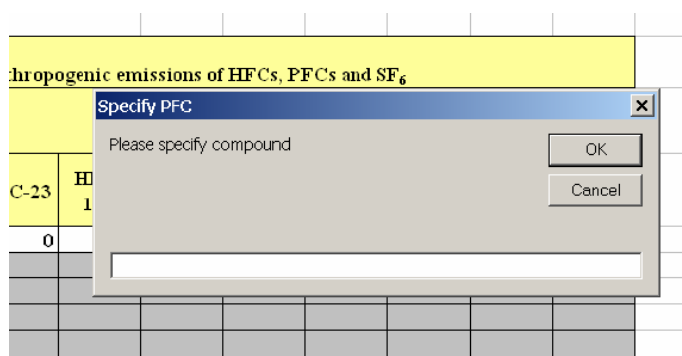 thropogenic emissions of HFCs, PFCs and SF6
Specify PFC
Please specify compound
OK
C-23
Cancel
0